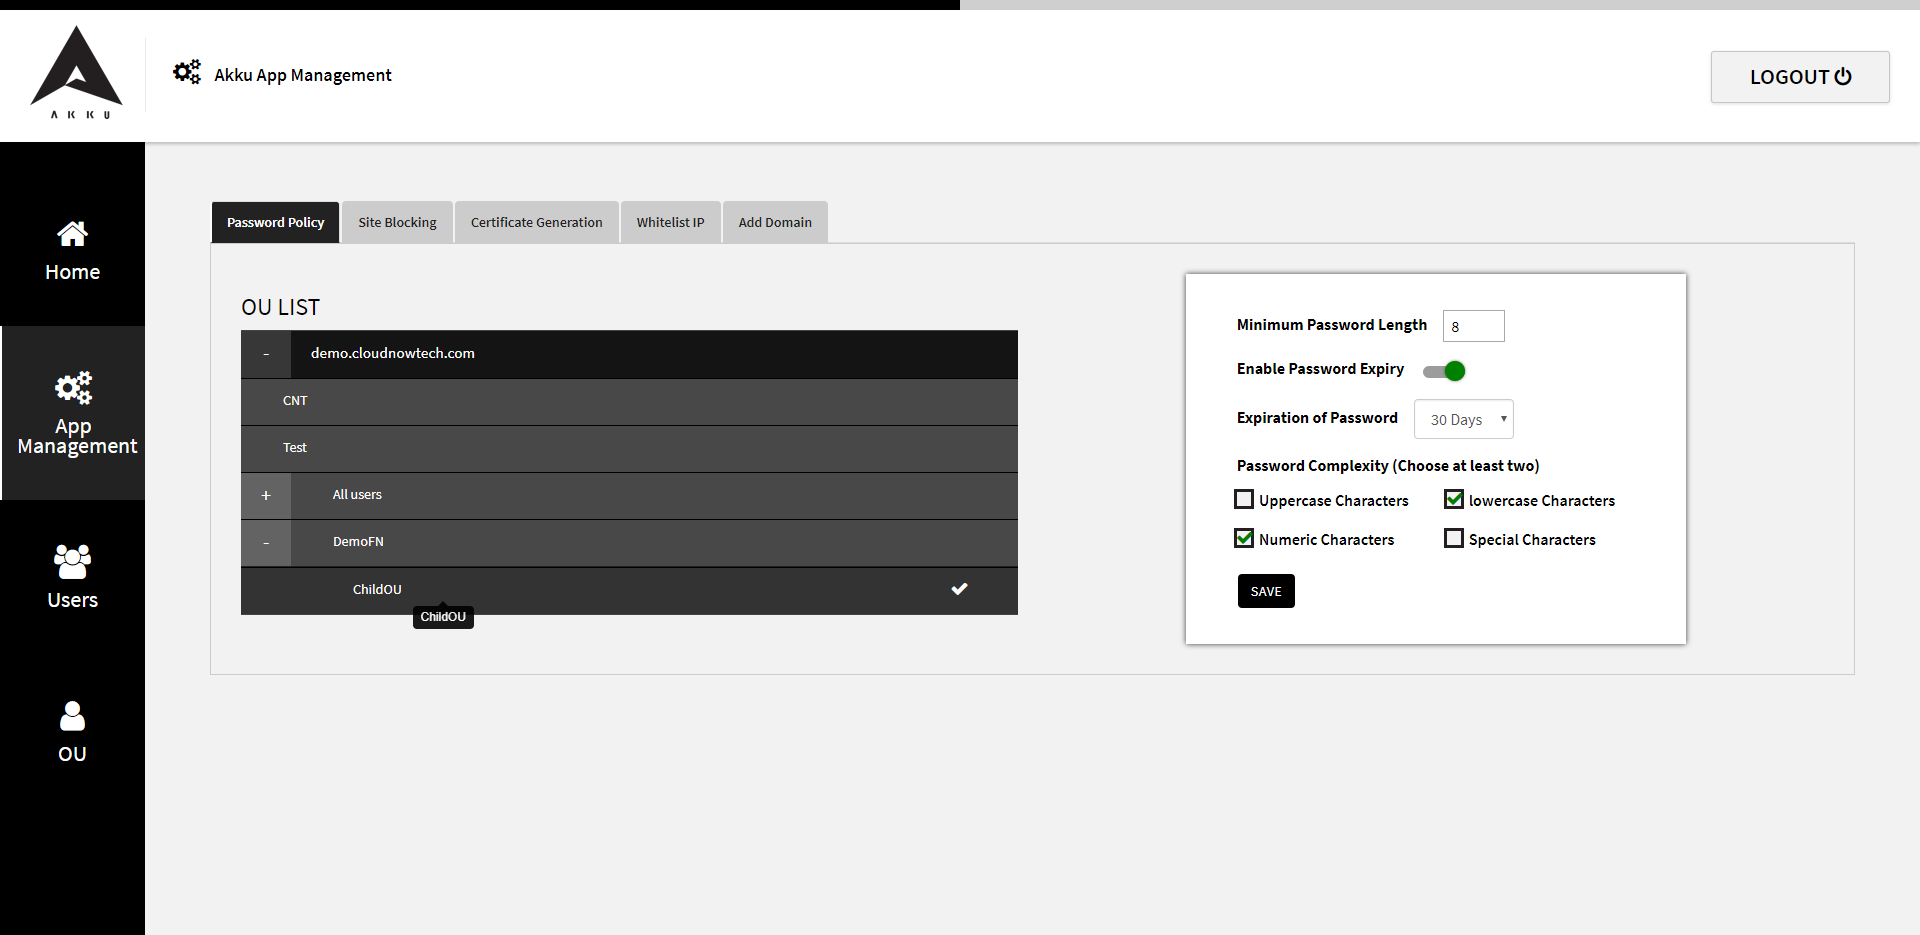 AKKU
Akku App Management
LOGOUT
Home
App
Management
Users
OU
Password Policy
Site Blocking
Certificate Generation
Whitelist IP
Add Domain
OU LIST
- demo.cloudnowtech.com
CNT
Test
+ All users
- DemoFN
ChildOU
ChildOU
Minimum Password Length 8
Enable Password Expiry
Expiration of Password 30 Days
Password Complexity (Choose at least two)
Uppercase Characters lowercase Characters
Numeric Characters Special Characters
SAVE